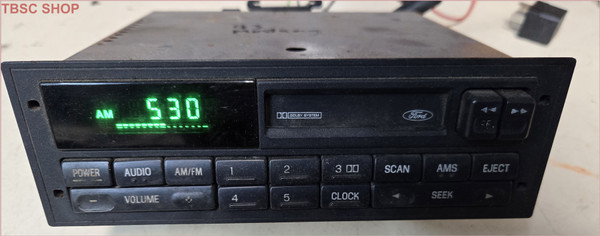 TBSC SHOP
AM 530
DOLBY SYSTEM
Ford
POWER AUDIO AM/FM 1 2 3 SCAN AMS EJECT
VOLUME 4 5 CLOCK SEEK